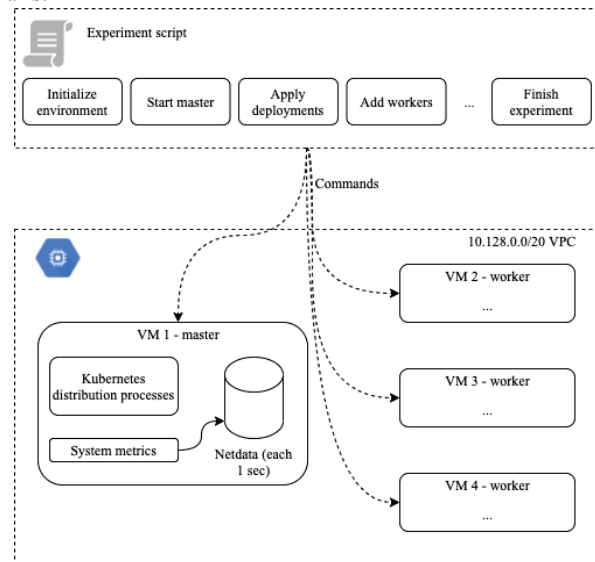 Experiment script
Initialize
environment
Start master
Apply
deployments
Add workers
...
Finish
experiment
Commands
10.128.0.0/20 VPC
VM 1 - master
Kubernetes
distribution processes
System metrics
Netdata (each
1 sec)
VM 2 - worker
...
VM 3 - worker
...
VM 4 - worker
...